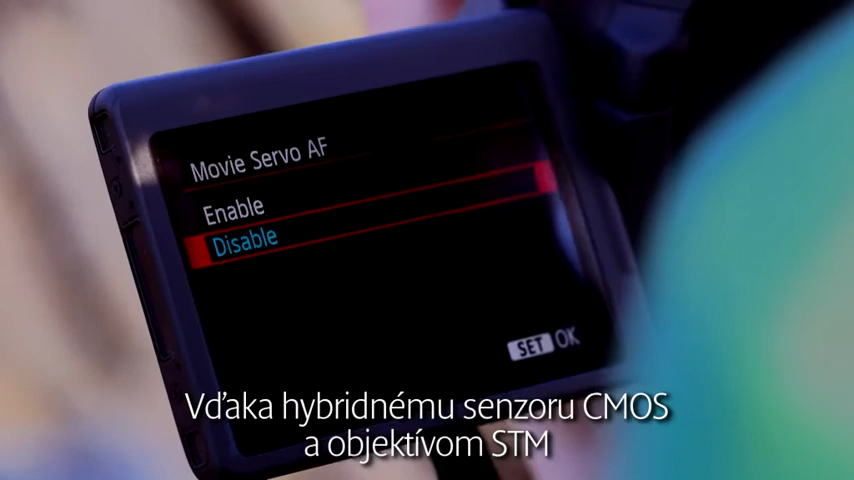 Movie Servo AF
Enable
Disable
SET OK
Vďaka hybridnému senzoru CMOS
a objektívom STM